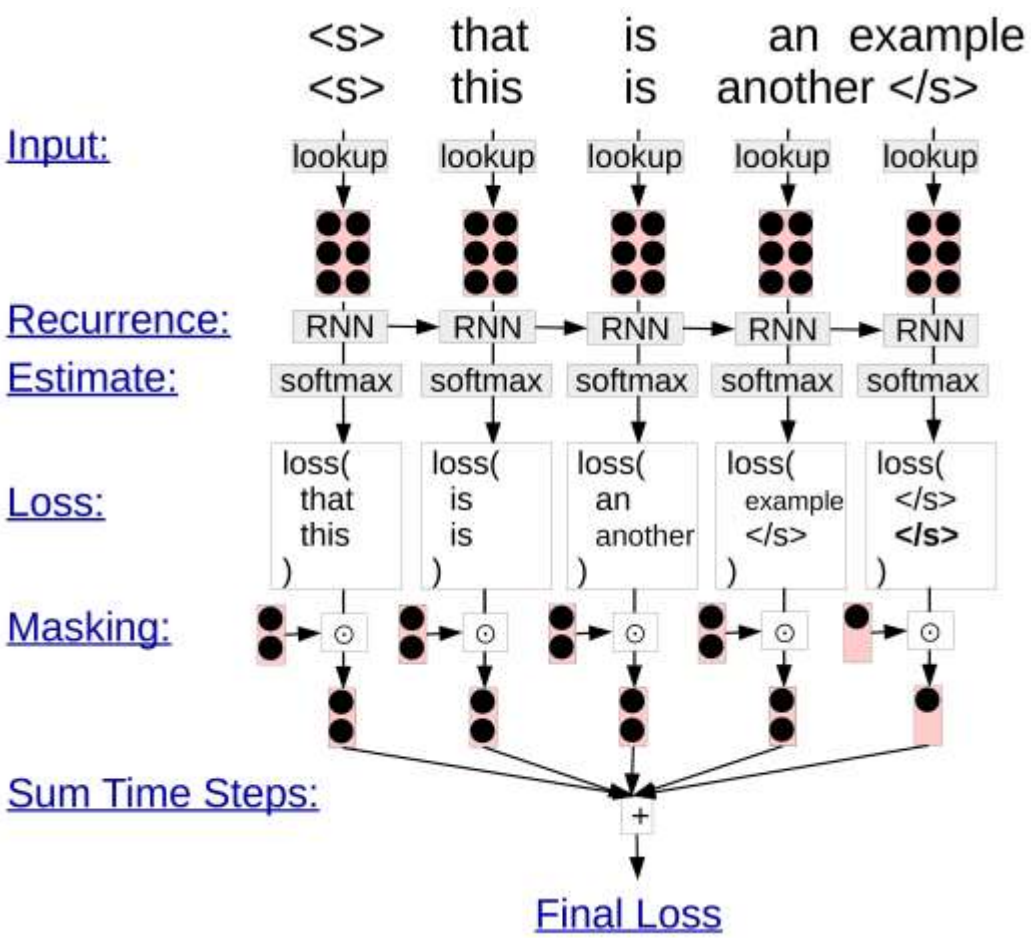 <s> that is an example
<s> this is another </s>
Input: lookup lookup lookup lookup lookup
Recurrence: RNN RNN RNN RNN RNN
Estimate: softmax softmax softmax softmax softmax
Loss:
loss(
that
this
)
loss(
is
is
)
loss(
an
another
)
loss(
example
</s>
)
loss(
</s>
</s>
)
Masking: ⊙ ⊙ ⊙ ⊙ ⊙
Sum Time Steps:
+
Final Loss